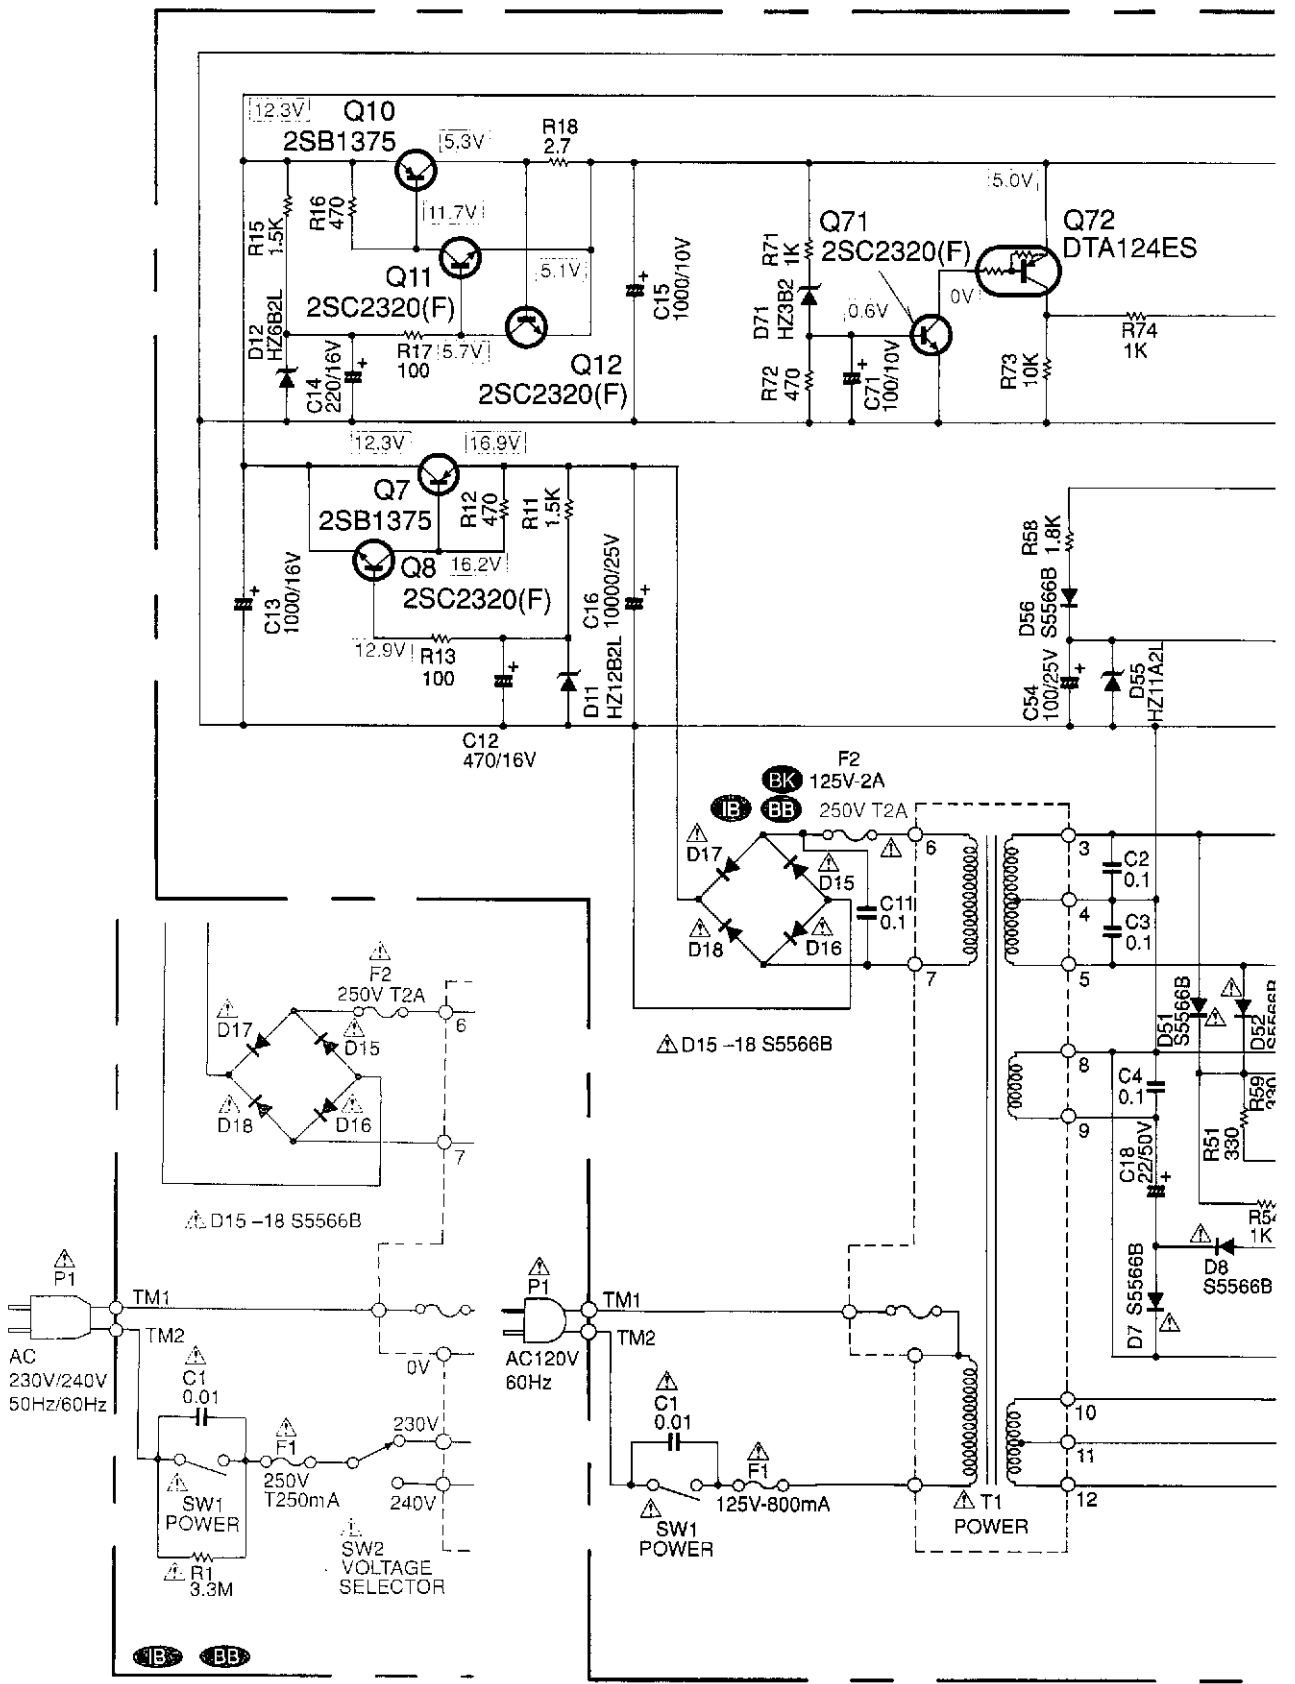 12.3V
Q10
2SB1375
5.3V
R18
2.7
R15
1.5K
R16
470
11.7V
Q11
2SC2320(F)
5.1V
D12
HZ6B2L
C14
220/16V
R17
100
5.7V
Q12
2SC2320(F)
C15
1000/10V
R71
1K
Q71
2SC2320(F)
5.0V
Q72
DTA124ES
0V
D71
HZ3B2
0.6V
R72
470
C71
100/10V
R73
10K
R74
1K
12.3V
16.9V
Q7
2SB1375
R12
470
R11
1.5K
Q8
2SC2320(F)
16.2V
C13
1000/16V
12.9V
R13
100
C12
470/16V
D11
HZ12B2L
C16
10000/25V
R58
1.8K
D56
S5566B
C54
100/25V
D55
HZ11A2L
F2
BK 125V-2A
IB BB 250V T2A
D17
D15
D18
D16
C11
0.1
6
7
D15 –18 S5566B
3
C2
0.1
4
C3
0.1
5
D51
S5566B
D52
S5566B
8
C4
0.1
9
R59
330
R51
330
C18
22/50V
R54
1K
D8
S5566B
D7 S5566B
10
11
12
T1
POWER
F2
250V T2A
D17
D15
D18
D16
6
7
D15 –18 S5566B
P1
TM1
TM2
AC
230V/240V
50Hz/60Hz
C1
0.01
0V
F1
250V
T250mA
230V
240V
SW1
POWER
R1
3.3M
SW2
VOLTAGE
SELECTOR
IB BB
P1
TM1
TM2
AC120V
60Hz
C1
0.01
F1
125V-800mA
SW1
POWER